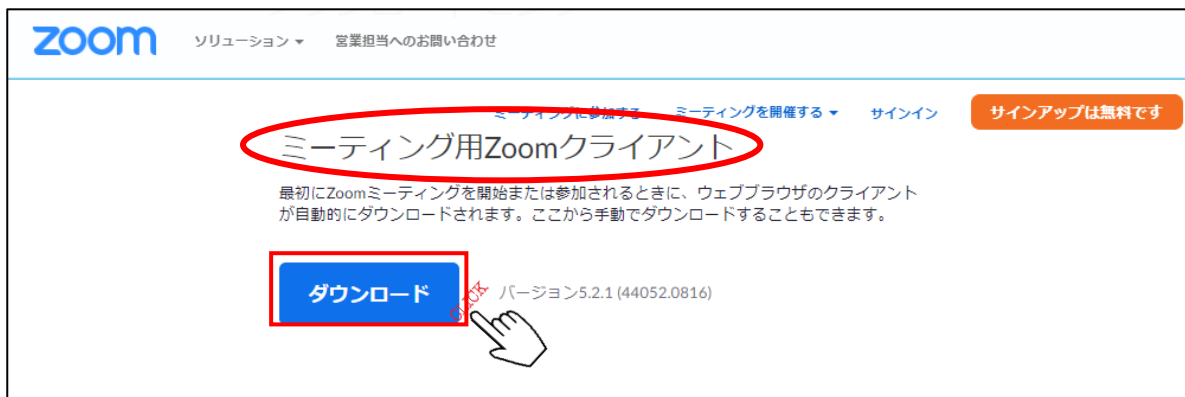 zoom ソリューション 営業担当へのお問い合わせ
ミーティングに参加する ミーティングを開催する サインイン サインアップは無料です
ミーティング用Zoomクライアント
最初にZoomミーティングを開始または参加されるときに、ウェブブラウザのクライアント
が自動的にダウンロードされます。ここから手動でダウンロードすることもできます。
ダウンロード CLICK バージョン5.2.1 (44052.0816)